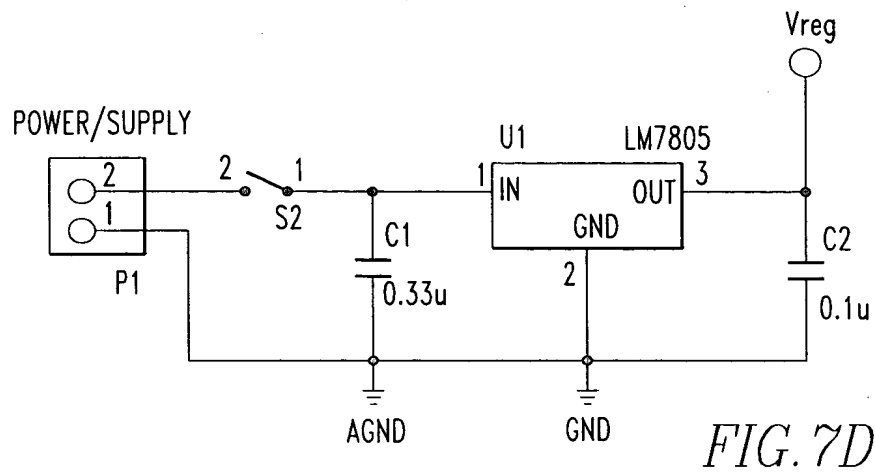 Vreg
POWER/SUPPLY
U1 LM7805
2 2 1 1 IN OUT 3
1 S2 GND
P1 C1 2 C2
0.33u 0.1u
AGND GND
FIG. 7D